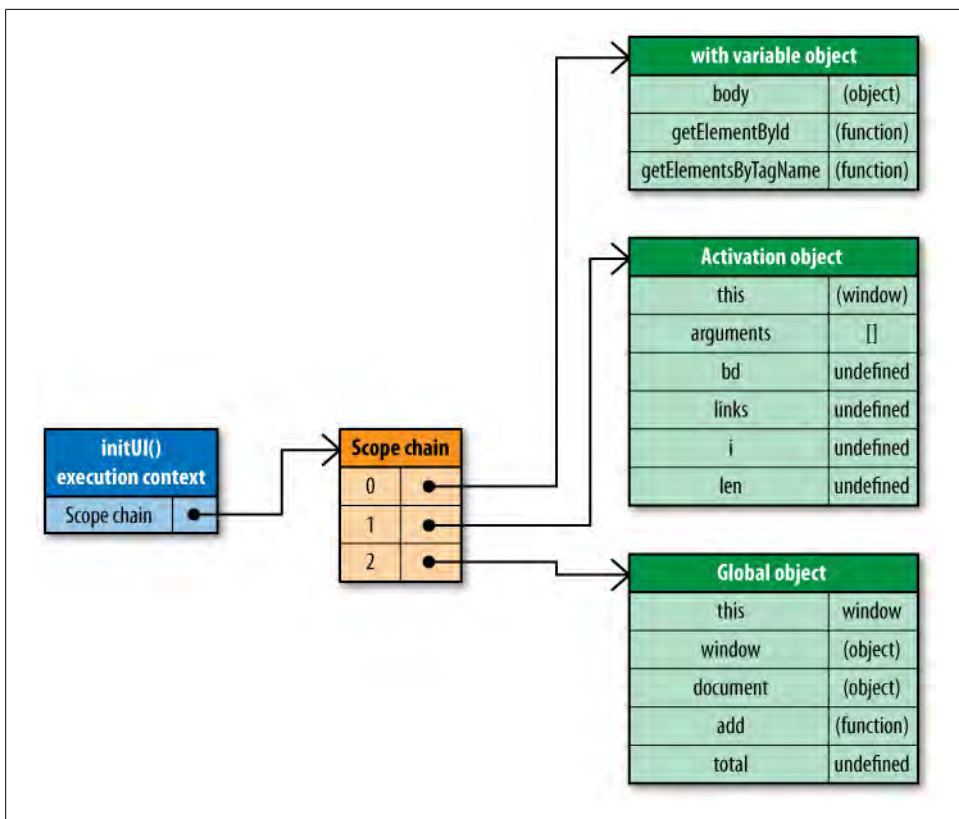 with variable object
body (object)
getElementById (function)
getElementsByTagName (function)
Activation object
this (window)
arguments []
bd undefined
links undefined
i undefined
len undefined
initUI()
execution context
Scope chain
Scope chain
0
1
2
Global object
this window
window (object)
document (object)
add (function)
total undefined